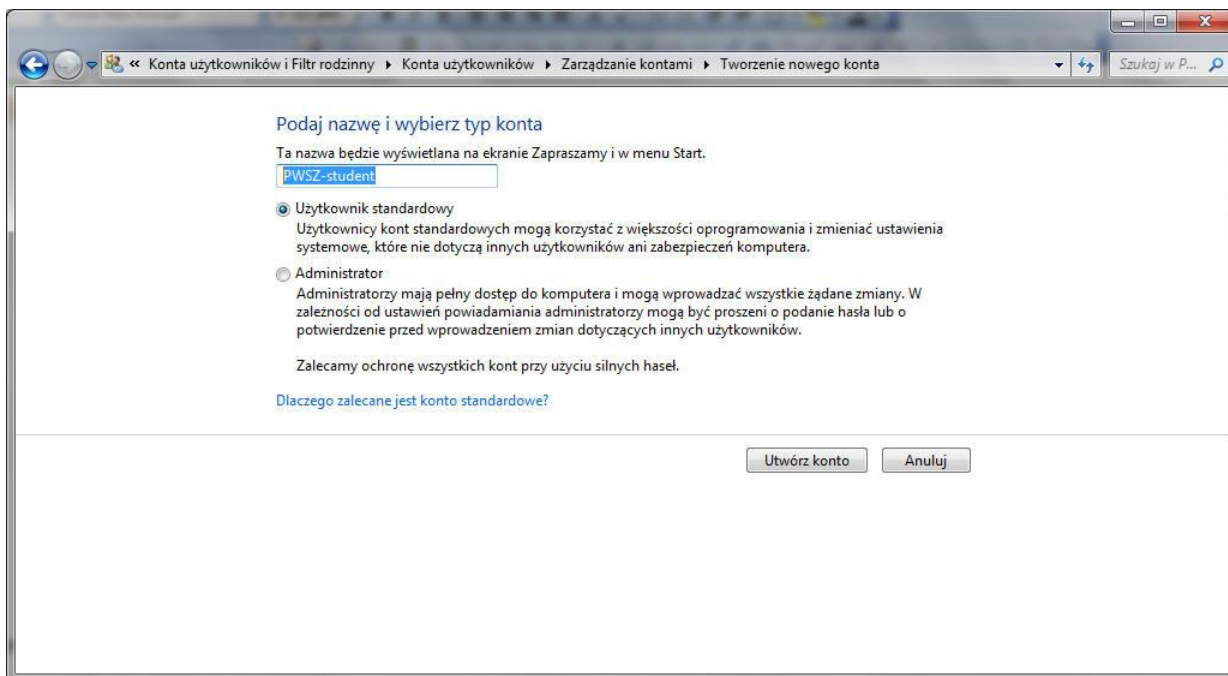 « Konta użytkowników i Filtr rodzinny ▸ Konta użytkowników ▸ Zarządzanie kontami ▸ Tworzenie nowego konta
Szukaj w P...
Podaj nazwę i wybierz typ konta
Ta nazwa będzie wyświetlana na ekranie Zapraszamy i w menu Start.
PWSZ-student
Użytkownik standardowy
Użytkownicy kont standardowych mogą korzystać z większości oprogramowania i zmieniać ustawienia
systemowe, które nie dotyczą innych użytkowników ani zabezpieczeń komputera.
Administrator
Administratorzy mają pełny dostęp do komputera i mogą wprowadzać wszystkie żądane zmiany. W
zależności od ustawień powiadamiania administratorzy mogą być proszeni o podanie hasła lub o
potwierdzenie przed wprowadzeniem zmian dotyczących innych użytkowników.
Zalecamy ochronę wszystkich kont przy użyciu silnych haseł.
Dlaczego zalecane jest konto standardowe?
Utwórz konto
Anuluj